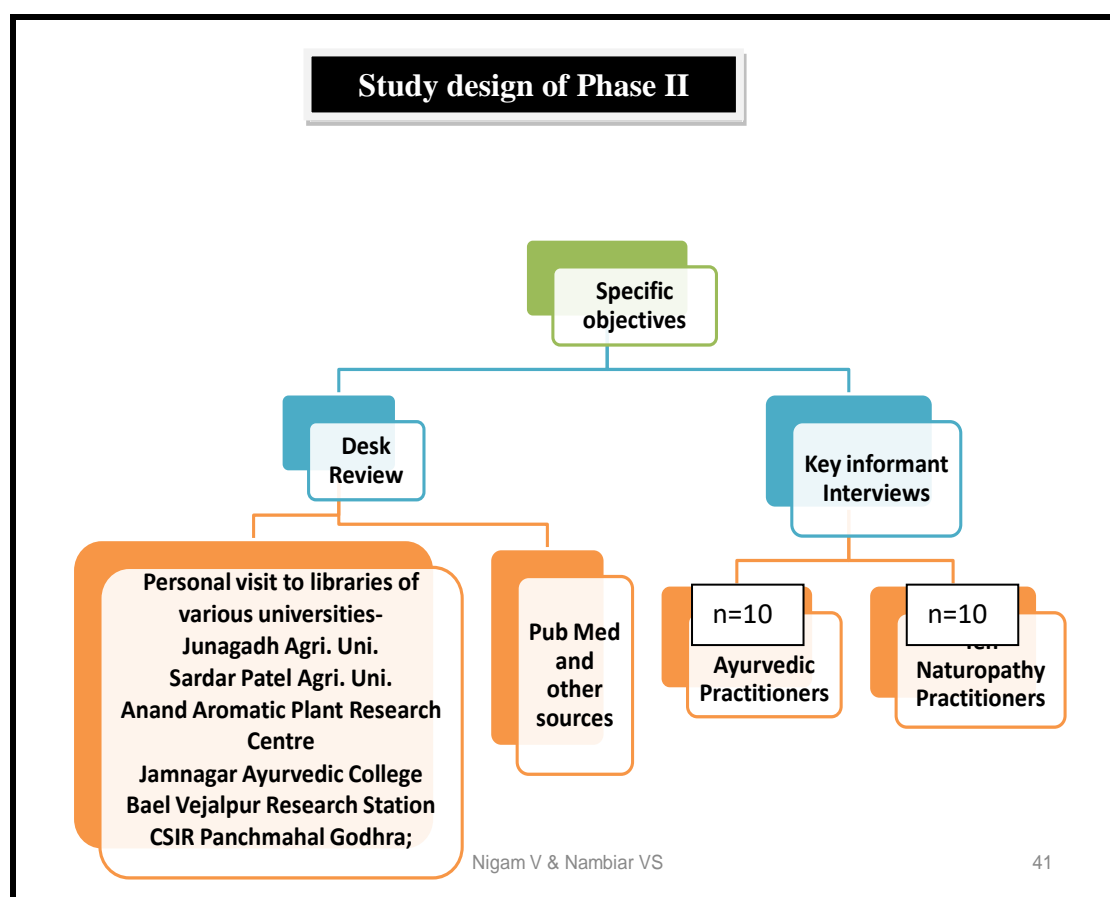 Study design of Phase II
Specific
objectives
Desk
Review
Key informant
Interviews
Personal visit to libraries of
various universities-
Junagadh Agri. Uni.
Sardar Patel Agri. Uni.
Anand Aromatic Plant Research
Centre
Jamnagar Ayurvedic College
Bael Vejalpur Research Station
CSIR Panchmahal Godhra;
Pub Med
and
other
sources
n=10
Ayurvedic
Practitioners
n=10
Naturopathy
Practitioners
Nigam V & Nambiar VS
41